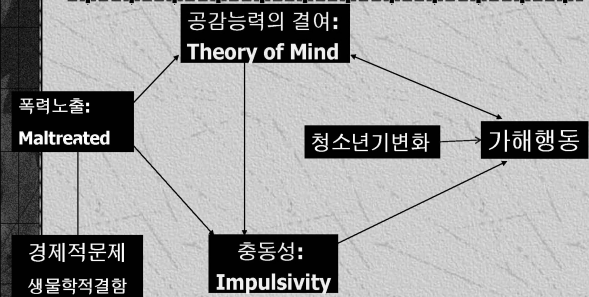 공감능력의 결여:
Theory of Mind
폭력노출:
Maltreated
청소년기변화
가해행동
경제적문제
생물학적결함
충동성:
Impulsivity